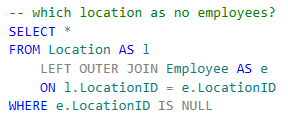 -- which location as no employees?
SELECT *
FROM Location AS l
    LEFT OUTER JOIN Employee AS e
    ON l.LocationID = e.LocationID
WHERE e.LocationID IS NULL